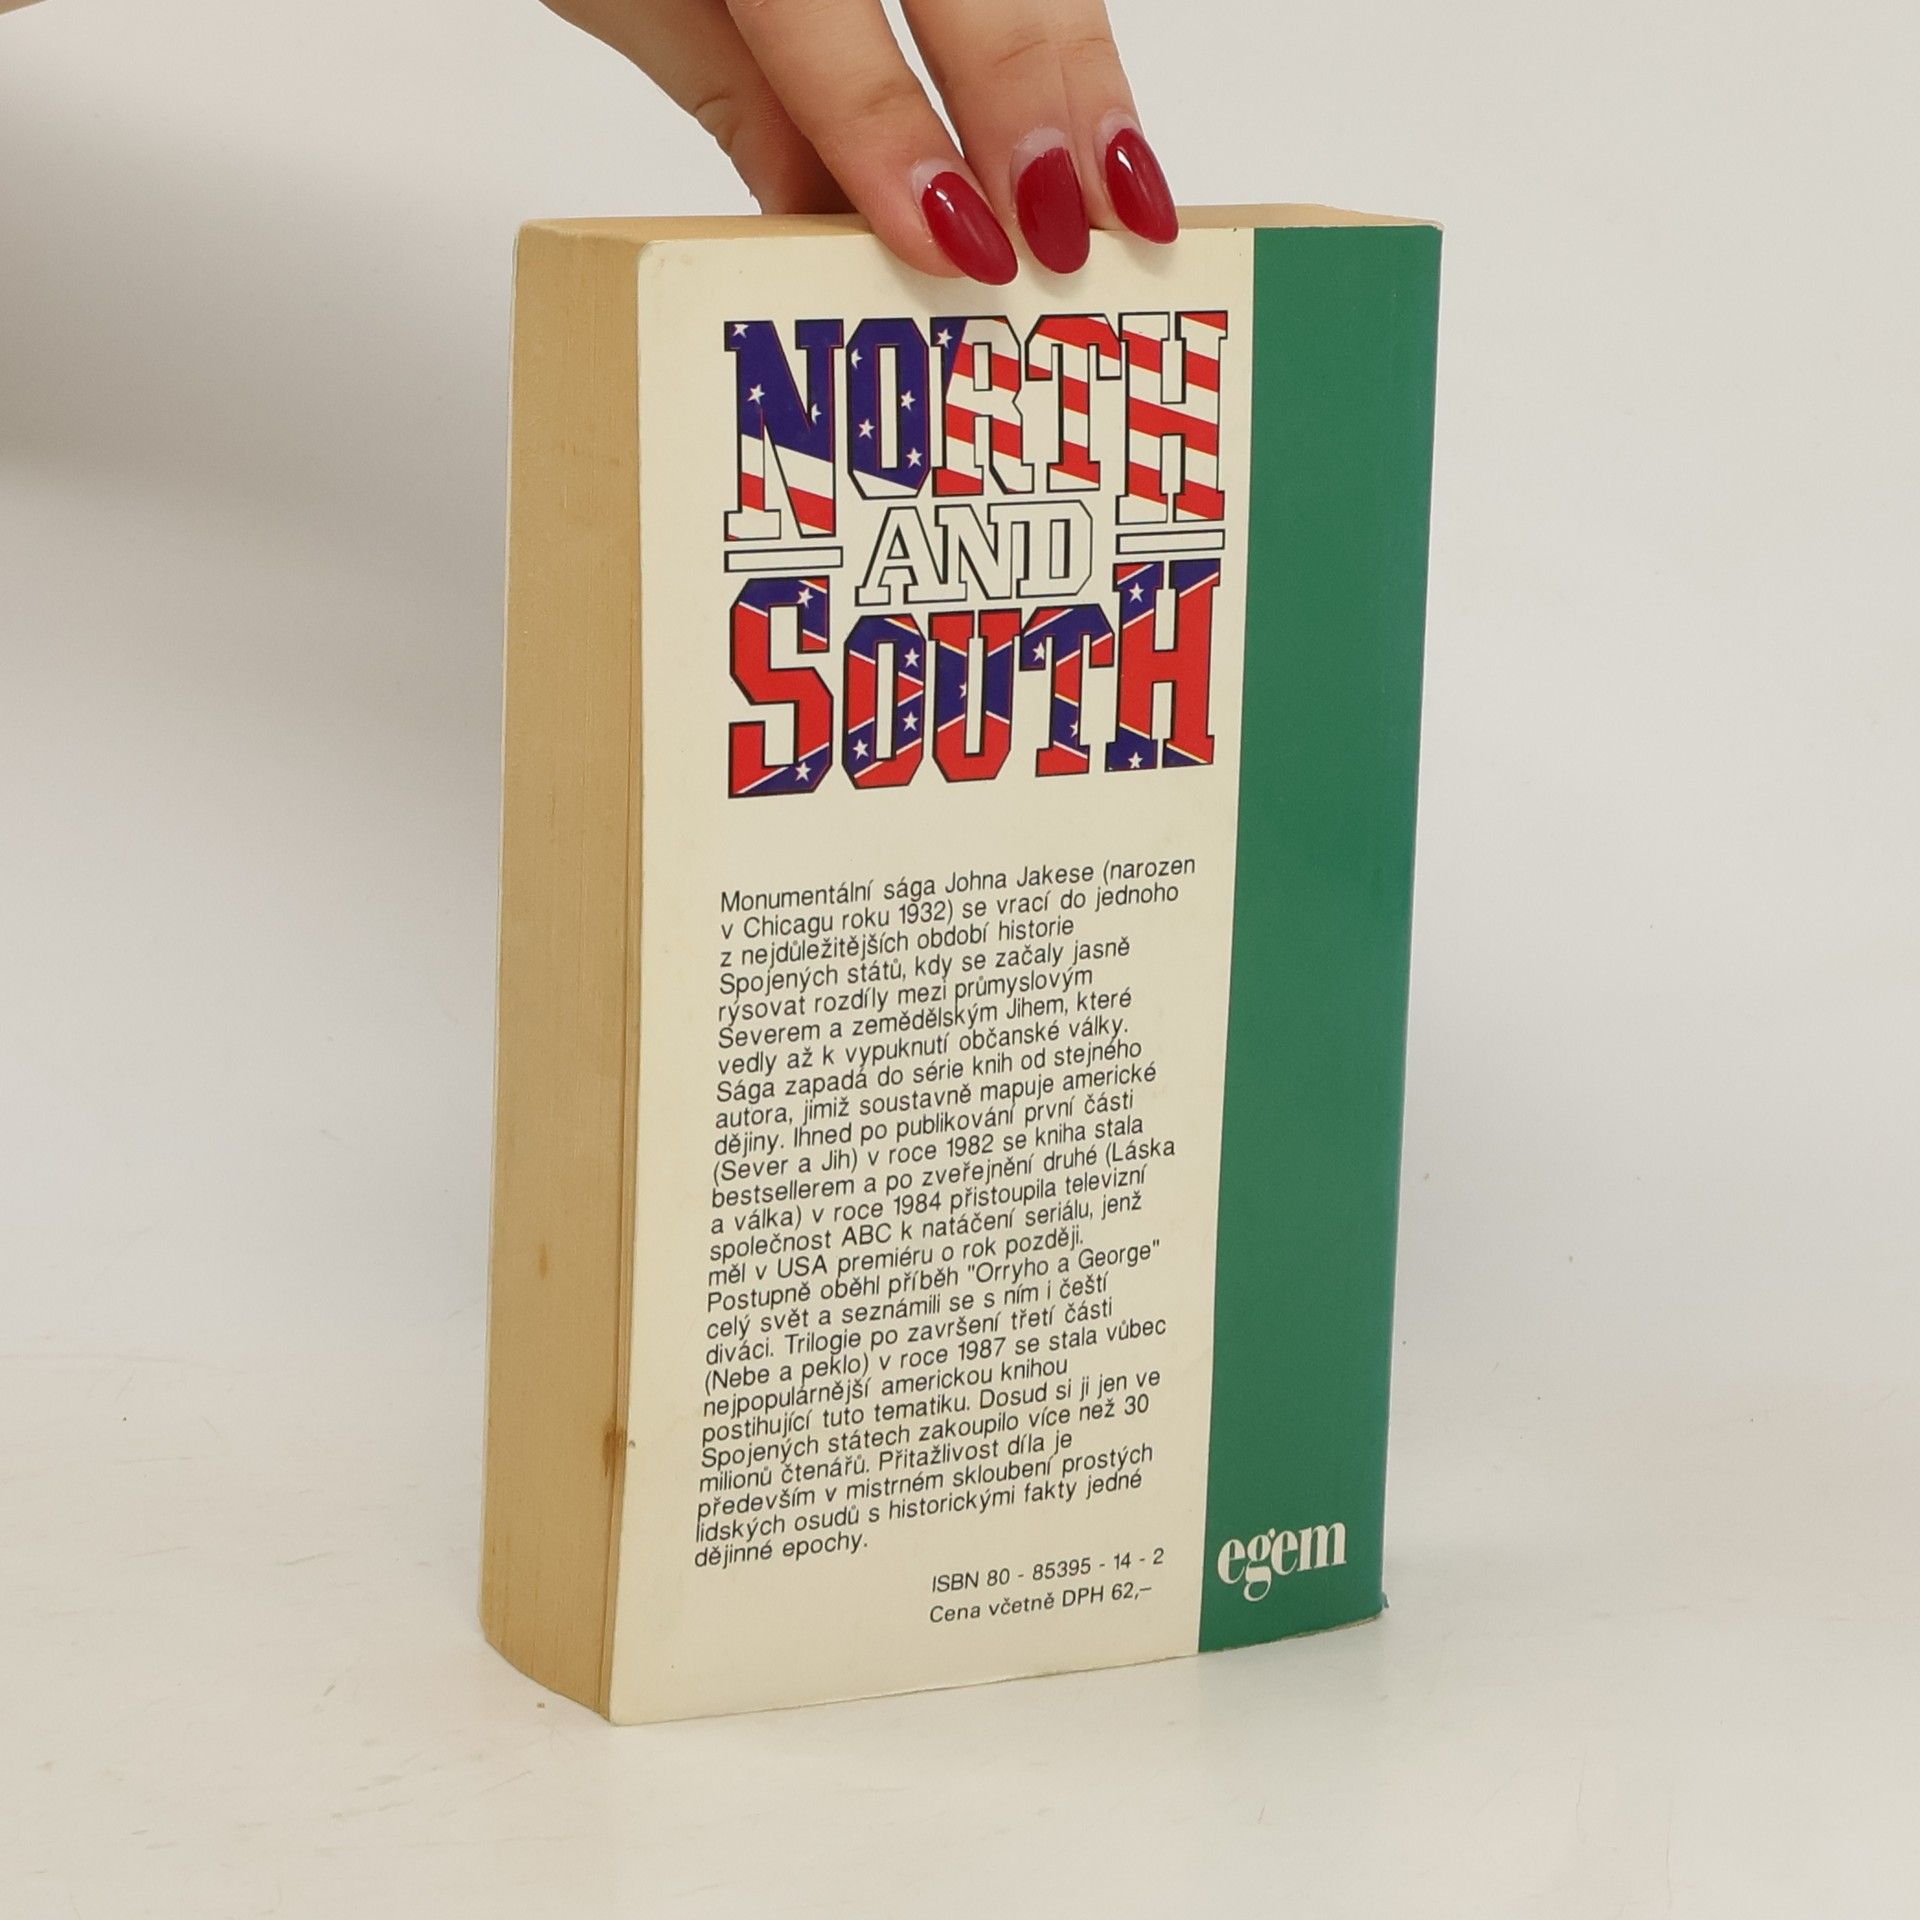 NORTH
AND
SOUTH
Monumentální sága Johna Jakese (narozen
v Chicagu roku 1932) se vrací do jednoho
z nejdůležitějších období historie
Spojených států, kdy se začaly jasně
rýsovat rozdíly mezi průmyslovým
Severem a zemědělským Jihem, které
vedly až k vypuknutí občanské války.
Sága zapadá do série knih od stejného
autora, jimiž soustavně mapuje americké
dějiny. Ihned po publikování první části
(Sever a Jih) v roce 1982 se kniha stala
bestsellerem a po zveřejnění druhé (Láska
a válka) v roce 1984 přistoupila televizní
společnost ABC k natáčení seriálu, jenž
měl v USA premiéru o rok později.
Postupně oběhl příběh "Orryho a George"
celý svět a seznámili se s ním i čeští
diváci. Trilogie po završení třetí části
(Nebe a peklo) v roce 1987 se stala vůbec
nejpopulárnější americkou knihou
postihující tuto tematiku. Dosud si ji jen ve
Spojených státech zakoupilo více než 30
milionů čtenářů. Přitažlivost díla je
především v mistrném skloubení prostých
lidských osudů s historickými fakty jedné
dějinné epochy.
ISBN 80 - 85395 - 14 - 2
Cena včetně DPH 62,–
egem